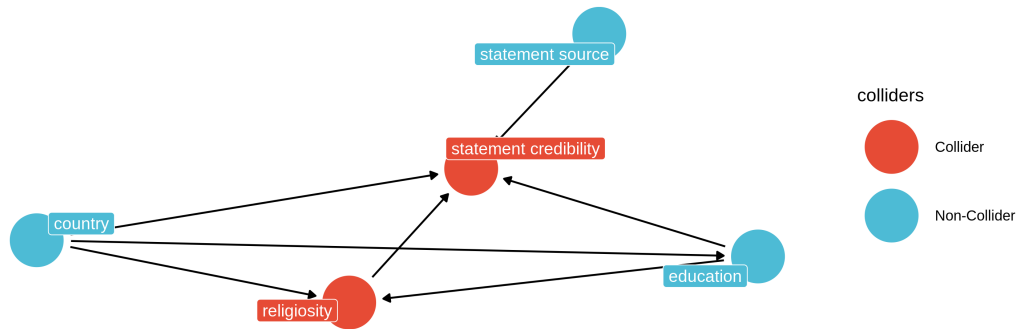 statement source
colliders
statement credibility
Collider
Non-Collider
country
education
religiosity